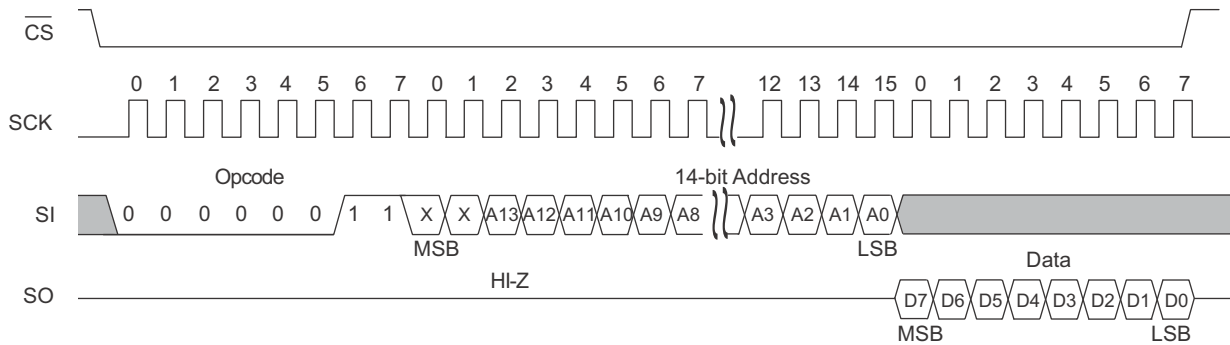 CS
0 1 2 3 4 5 6 7 0 1 2 3 4 5 6 7 12 13 14 15 0 1 2 3 4 5 6 7
SCK
Opcode 14-bit Address
SI 0 0 0 0 0 0 1 1 X X A13 A12 A11 A10 A9 A8 A3 A2 A1 A0
MSB LSB
HI-Z Data
SO D7 D6 D5 D4 D3 D2 D1 D0
MSB LSB